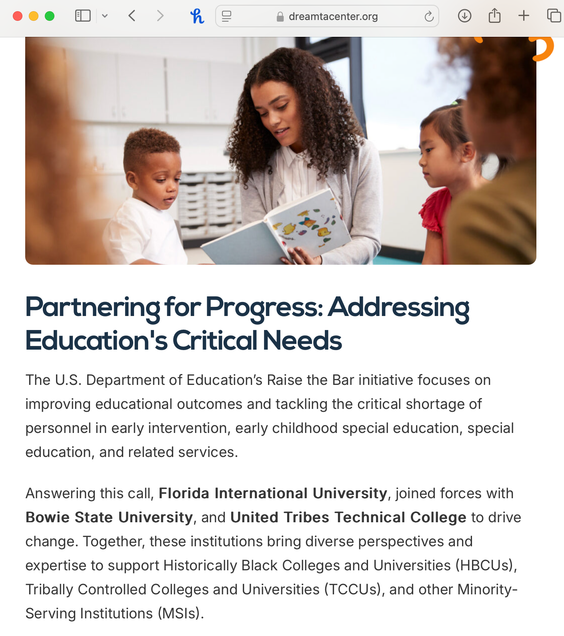 dreamtacenter.org
Partnering for Progress: Addressing
Education's Critical Needs
The U.S. Department of Education’s Raise the Bar initiative focuses on
improving educational outcomes and tackling the critical shortage of
personnel in early intervention, early childhood special education, special
education, and related services.
Answering this call, Florida International University, joined forces with
Bowie State University, and United Tribes Technical College to drive
change. Together, these institutions bring diverse perspectives and
expertise to support Historically Black Colleges and Universities (HBCUs),
Tribally Controlled Colleges and Universities (TCCUs), and other Minority-
Serving Institutions (MSIs).